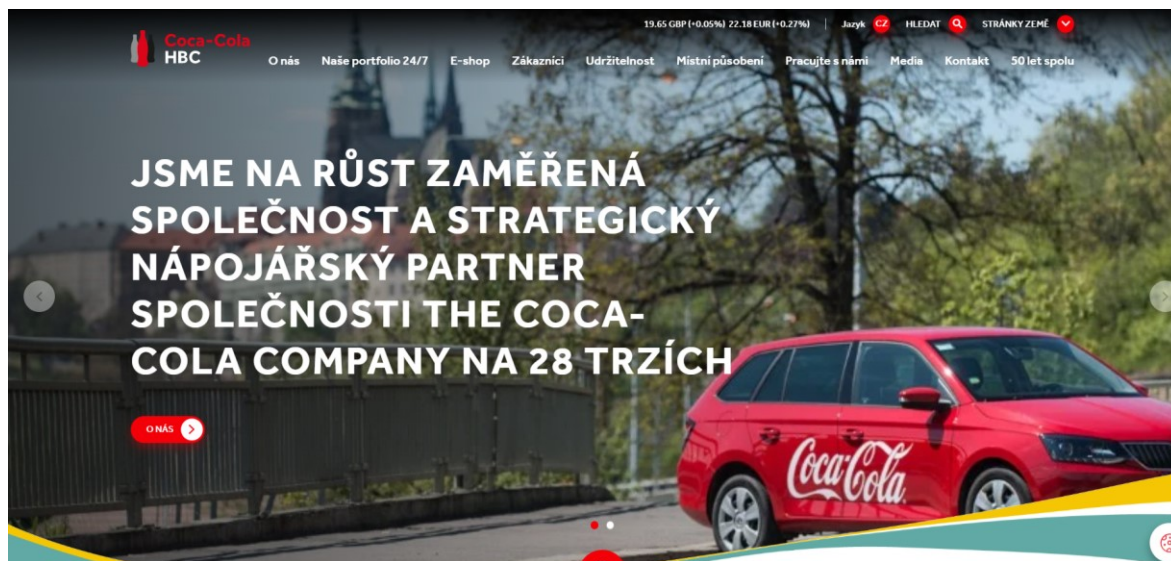 19.65 GBP (+0.05%) 22.18 EUR (+0.27%) Jazyk CZ HLEDAT STRÁNKY ZEMĚ
Coca-Cola
HBC
O nás Naše portfolio 24/7 E-shop Zákazníci Udržitelnost Místní působení Pracujte s námi Media Kontakt 50 let spolu
JSME NA RŮST ZAMĚŘENÁ
SPOLEČNOST A STRATEGICKÝ
NÁPOJÁŘSKÝ PARTNER
SPOLEČNOSTI THE COCA-
COLA COMPANY NA 28 TRZÍCH
O NÁS
Coca-Cola